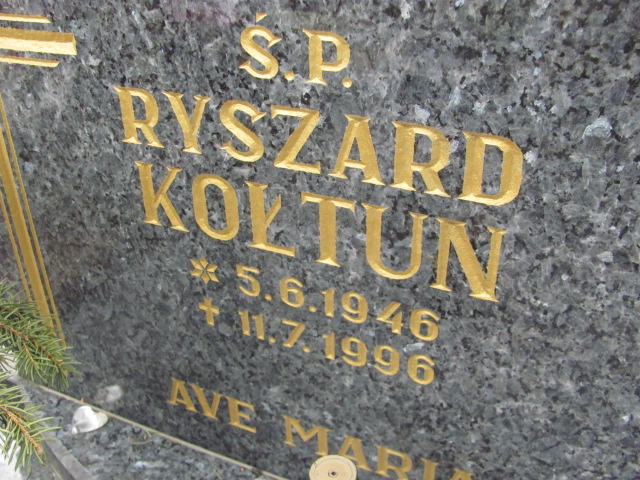 Ś.P.
RYSZARD
KOŁTUN
* 5.6.1946
† 11.7.1996
AVE MARIA